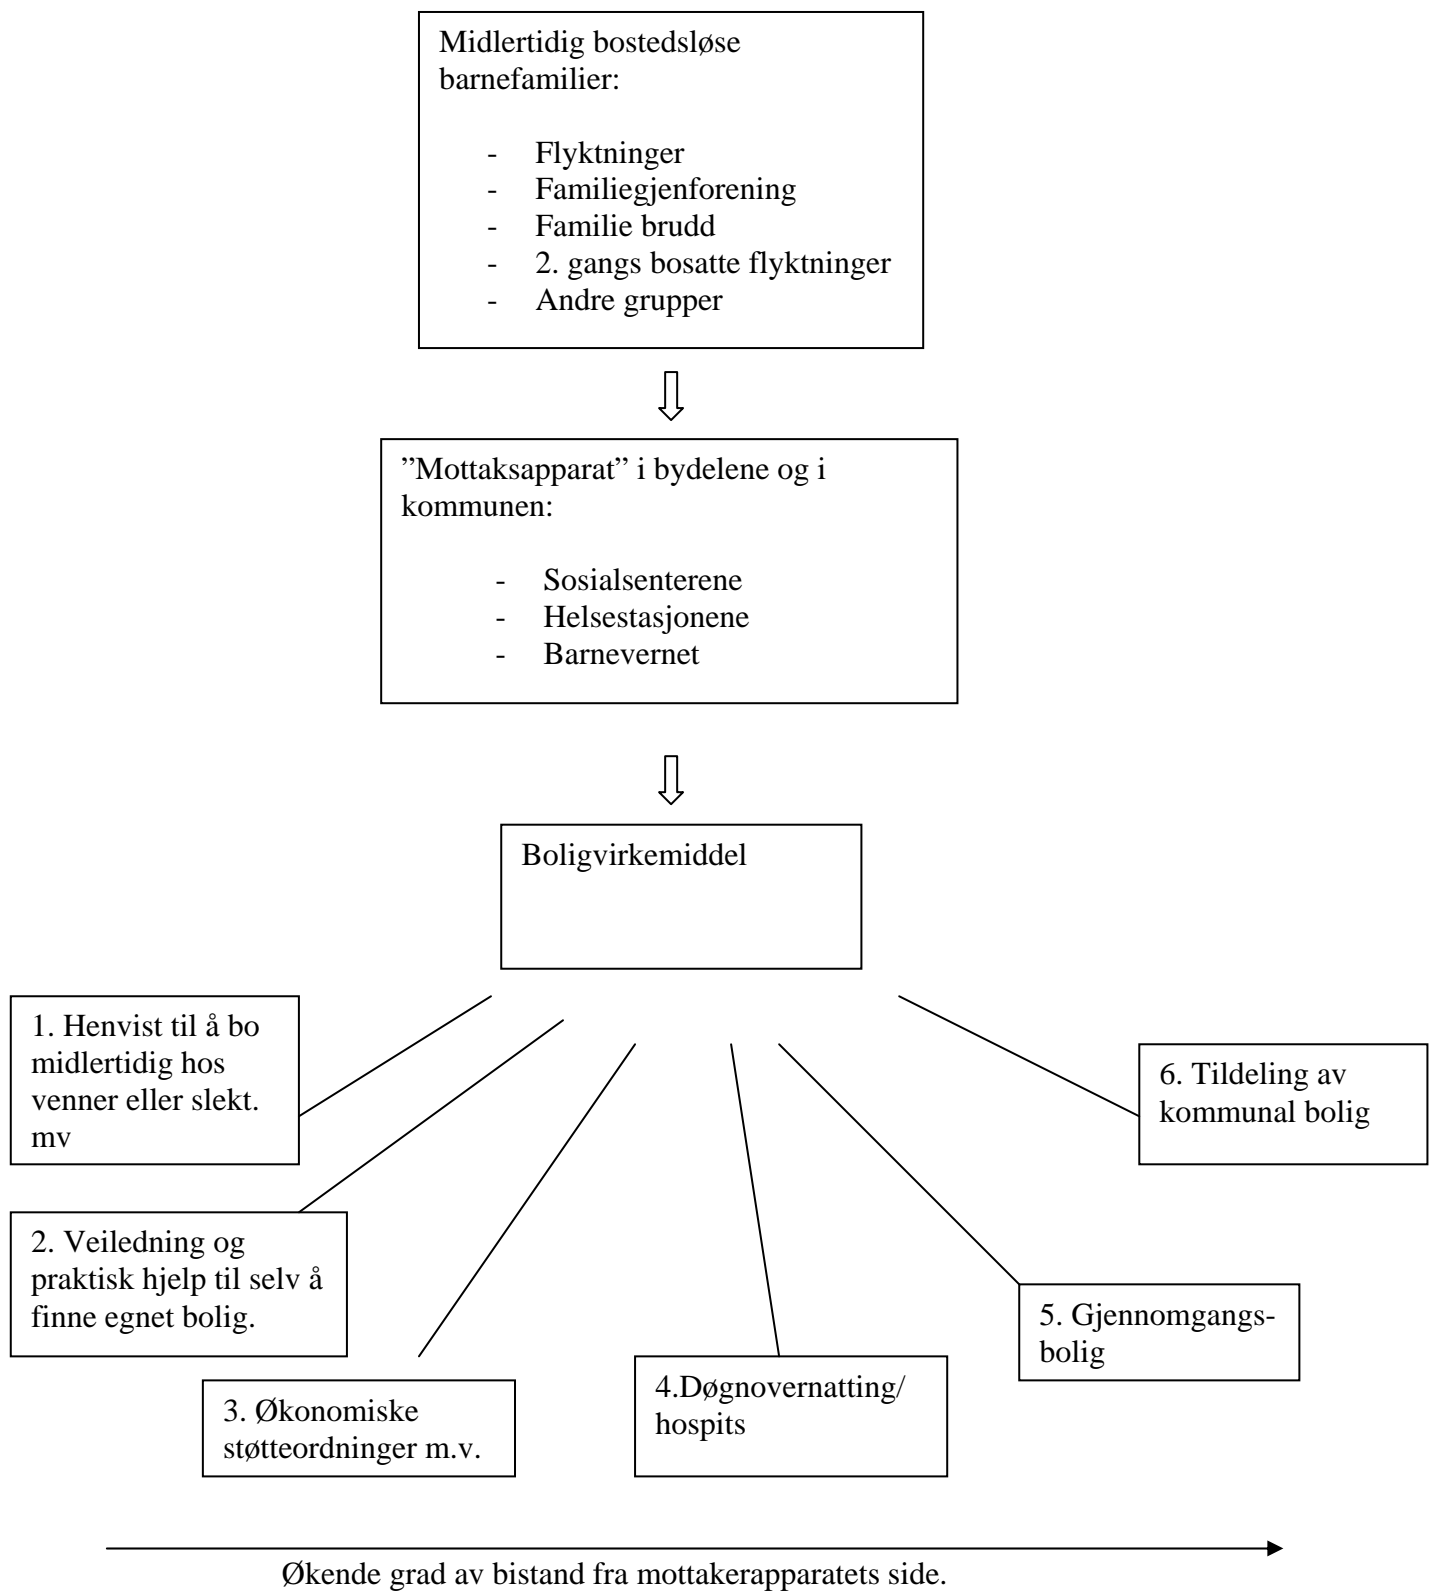 Midlertidig bostedsløse
barnefamilier:
- Flyktninger
- Familiegjenforening
- Familie brudd
- 2. gangs bosatte flyktninger
- Andre grupper
”Mottaksapparat” i bydelene og i
kommunen:
- Sosialsenterene
- Helsestasjonene
- Barnevernet
Boligvirkemiddel
1. Henvist til å bo
midlertidig hos
venner eller slekt.
mv
2. Veiledning og
praktisk hjelp til selv å
finne egnet bolig.
3. Økonomiske
støtteordninger m.v.
4.Døgnovernatting/
hospits
5. Gjennomgangs-
bolig
6. Tildeling av
kommunal bolig
Økende grad av bistand fra mottakerapparatets side.